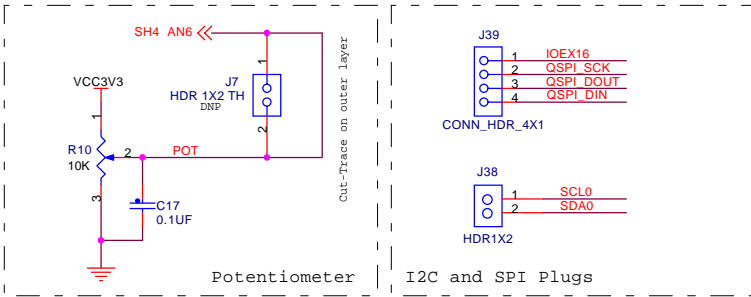 SH4 AN6
VCC3V3
1
J7
HDR 1X2 TH
DNP
2
Cut-Trace on outer layer
1
R10
10K
2
POT
3
C17
0.1UF
Potentiometer
J39
1 IOEX16
2 QSPI_SCK
3 QSPI_DOUT
4 QSPI_DIN
CONN_HDR_4X1
J38
1 SCL0
2 SDA0
HDR1X2
I2C and SPI Plugs